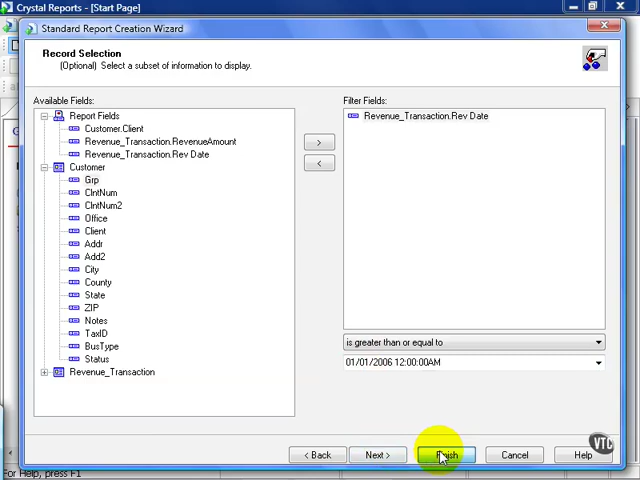 Crystal Reports - [Start Page]
Standard Report Creation Wizard
Record Selection
(Optional) Select a subset of information to display.
Available Fields:
Filter Fields:
Report Fields
Customer.Client
Revenue_Transaction.RevenueAmount
Revenue_Transaction.Rev Date
Customer
Grp
ClntNum
ClntNum2
Office
Client
Addr
Add2
City
County
State
ZIP
Notes
TaxID
BusType
Status
Revenue_Transaction
>
<
Revenue_Transaction.Rev Date
is greater than or equal to
01/01/2006 12:00:00AM
< Back
Next >
Finish
Cancel
Help
VTC
For Help, press F1